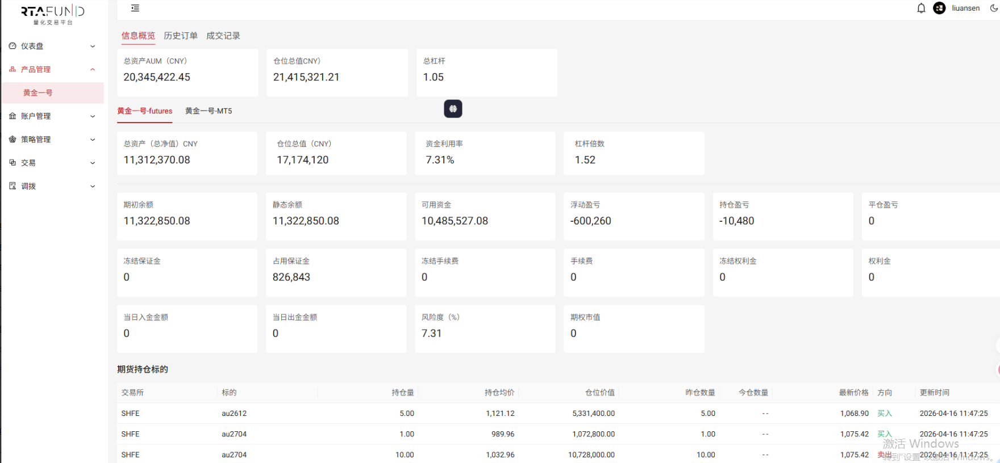 RTAFUND
量化交易平台
liuansen
仪表盘
产品管理
黄金一号
账户管理
策略管理
交易
调拨
信息概览 历史订单 成交记录
总资产AUM（CNY） 仓位总值CNY） 总杠杆
20,345,422.45 21,415,321.21 1.05
黄金一号-futures 黄金一号-MT5
总资产（总净值）CNY 仓位总值（CNY） 资金利用率 杠杆倍数
11,312,370.08 17,174,120 7.31% 1.52
期初余额 静态余额 可用资金 浮动盈亏 持仓盈亏 平仓盈亏
11,322,850.08 11,322,850.08 10,485,527.08 -600,260 -10,480 0
冻结保证金 占用保证金 冻结手续费 手续费 冻结权利金 权利金
0 826,843 0 0 0 0
当日入金金额 当日出金金额 风险度（%） 期权市值
0 0 7.31 0
期货持仓标的
交易所 标的 持仓量 持仓均价 仓位价值 昨仓数量 今仓数量 最新价格 方向 更新时间
SHFE au2612 5.00 1,121.12 5,331,400.00 5.00 -- 1,068.90 买入 2026-04-16 11:47:25
SHFE au2704 1.00 989.96 1,072,800.00 1.00 -- 1,075.42 买入 2026-04-16 11:47:25
SHFE au2704 10.00 1,032.96 10,728,000.00 10.00 -- 1,075.42 卖出 2026-04-16 11:47:25
激活 Windows
转到"设置"以激活 Windows。